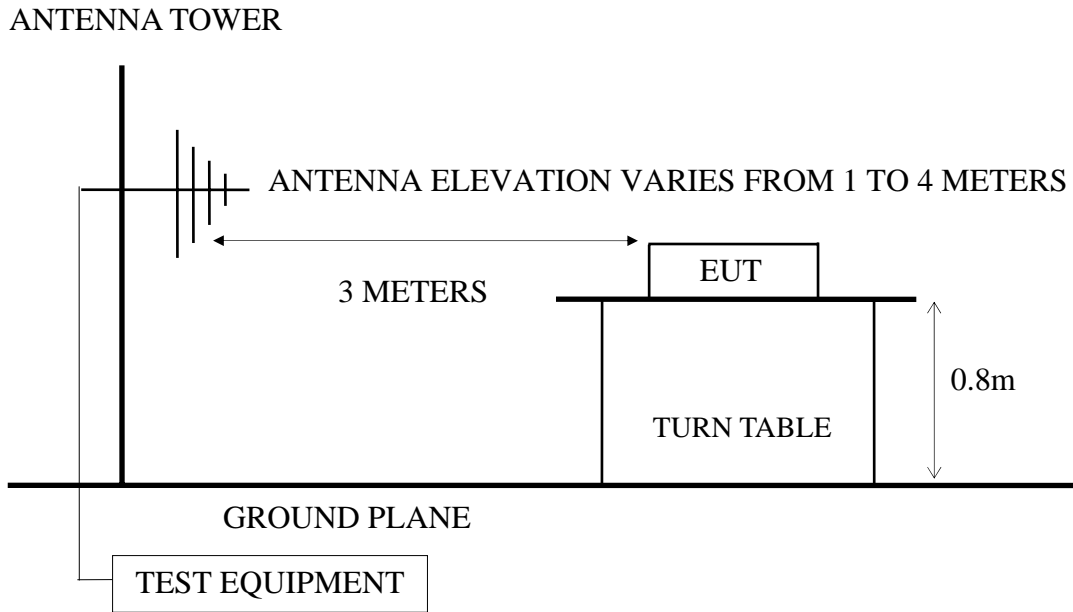 ANTENNA TOWER
ANTENNA ELEVATION VARIES FROM 1 TO 4 METERS
EUT
3 METERS
0.8m
TURN TABLE
GROUND PLANE
TEST EQUIPMENT